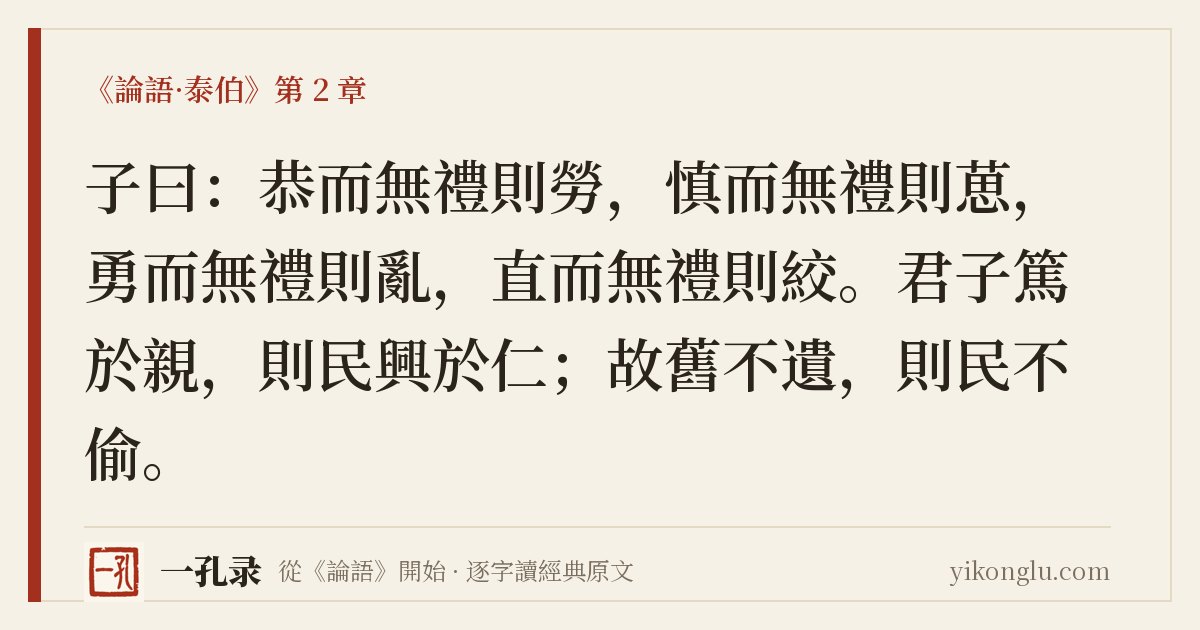 《論語·泰伯》第 2 章
子曰：恭而無禮則勞，慎而無禮則葸，
勇而無禮則亂，直而無禮則絞。君子篤
於親，則民興於仁；故舊不遺，則民不
偷。
一孔
一孔录 從《論語》開始 · 逐字讀經典原文 yikonglu.com